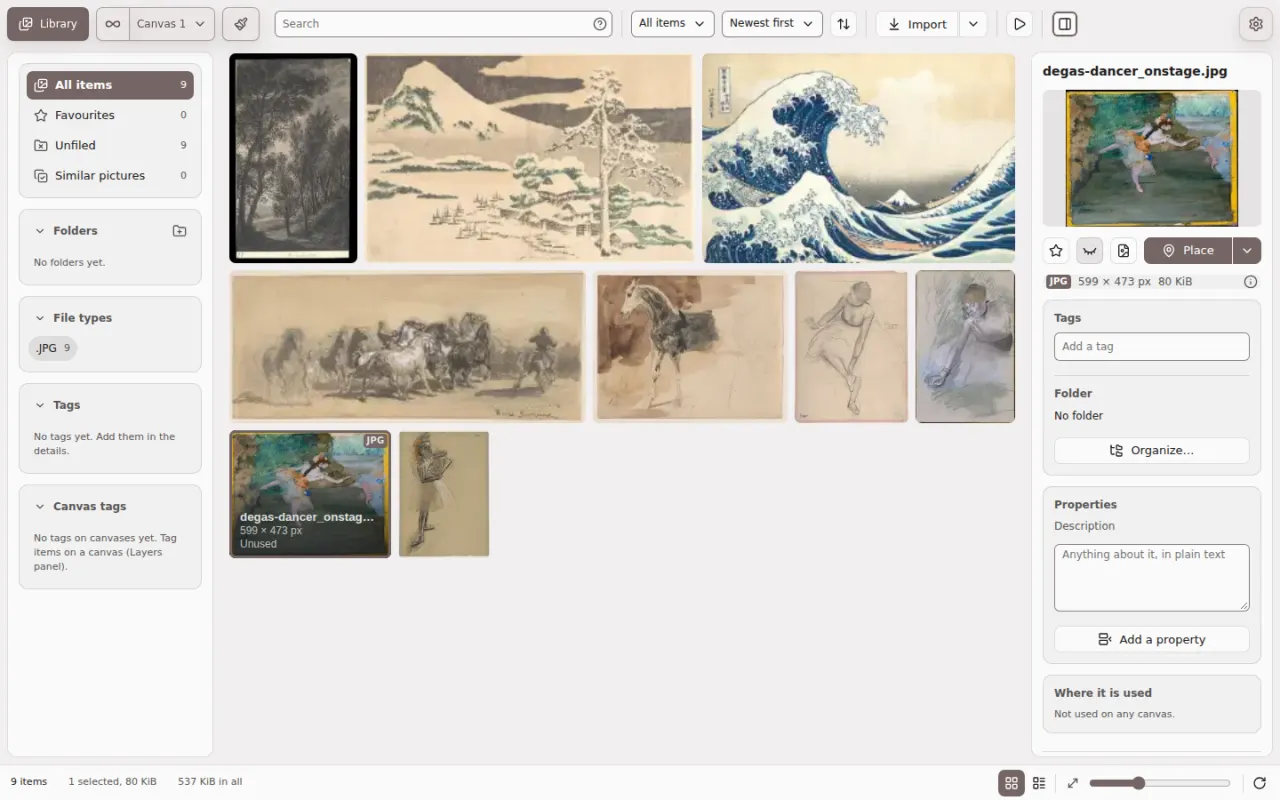 Library
Canvas 1
Search
All items
Newest first
Import
All items 9
Favourites 0
Unfiled 9
Similar pictures 0
Folders
No folders yet.
File types
.JPG 9
Tags
No tags yet. Add them in the
details.
Canvas tags
No tags on canvases yet. Tag
items on a canvas (Layers
panel).
JPG
degas-dancer_onstag...
599 × 473 px
Unused
degas-dancer_onstage.jpg
Place
JPG 599 × 473 px 80 KiB
Tags
Add a tag
Folder
No folder
Organize...
Properties
Description
Anything about it, in plain text
Add a property
Where it is used
Not used on any canvas.
9 items 1 selected, 80 KiB 537 KiB in all